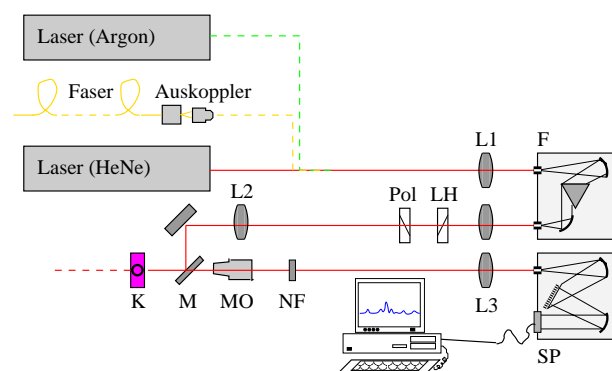 Laser (Argon)
Faser
Auskoppler
Laser (HeNe)
L1
F
L2
Pol
LH
K
M
MO
NF
L3
SP